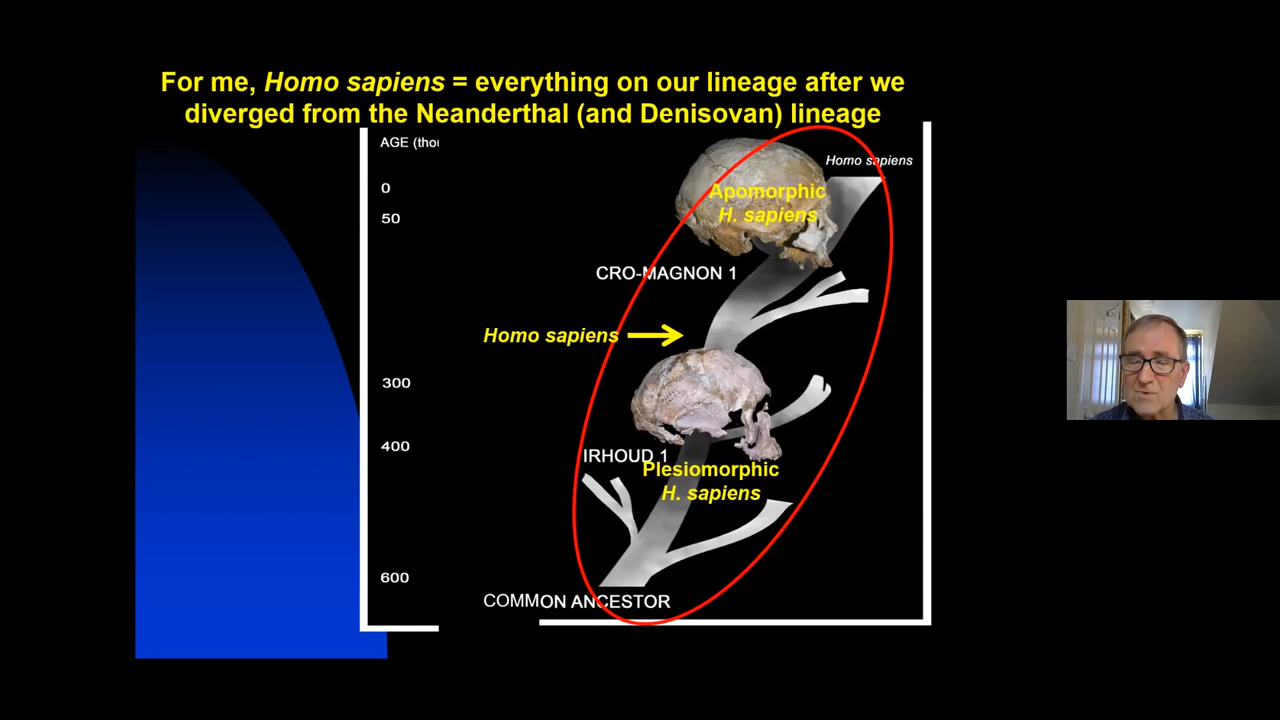 For me, Homo sapiens = everything on our lineage after we
diverged from the Neanderthal (and Denisovan) lineage
AGE (thou
Homo sapiens
0
Apomorphic
H. sapiens
50
CRO-MAGNON 1
Homo sapiens
300
400
IRHOUD 1
Plesiomorphic
H. sapiens
600
COMMON ANCESTOR